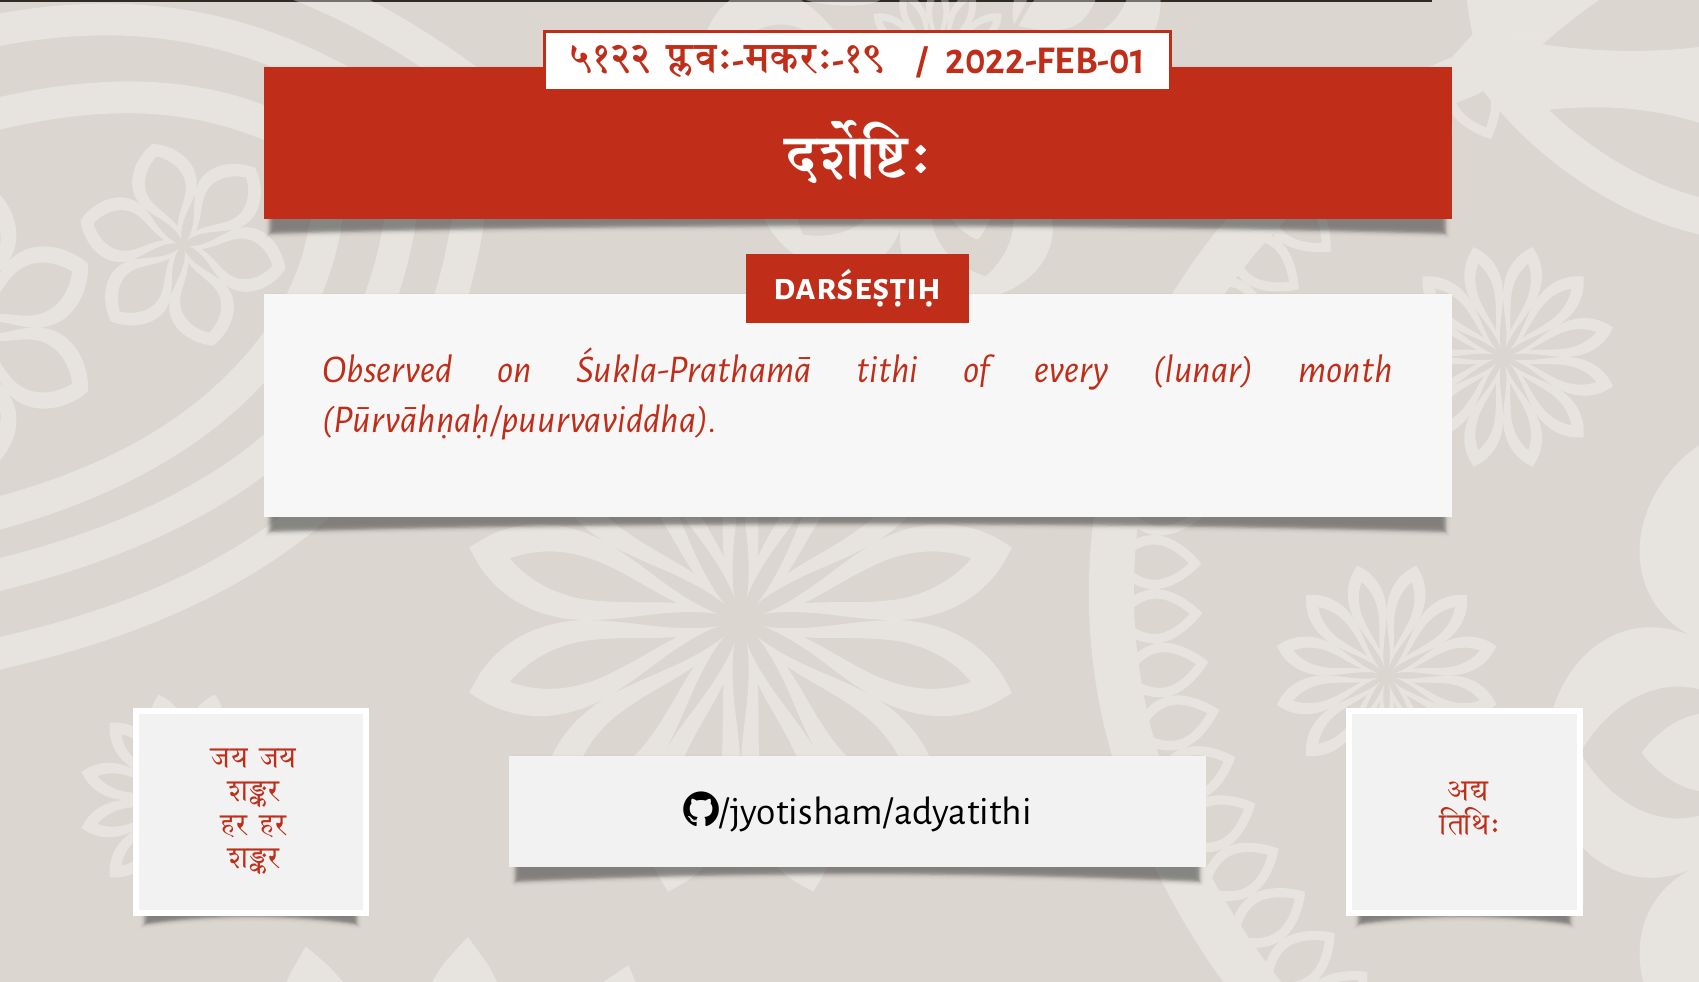 ५१२२ प्लवः-मकरः-१९ / 2022-FEB-01
दर्शेष्टिः
DARŚEṢṬIḤ
Observed on Śukla-Prathamā tithi of every (lunar) month
(Pūrvāhṇaḥ/puurvaviddha).
जय जय
शङ्कर
हर हर
शङ्कर
/jyotisham/adyatithi
अद्य
तिथिः